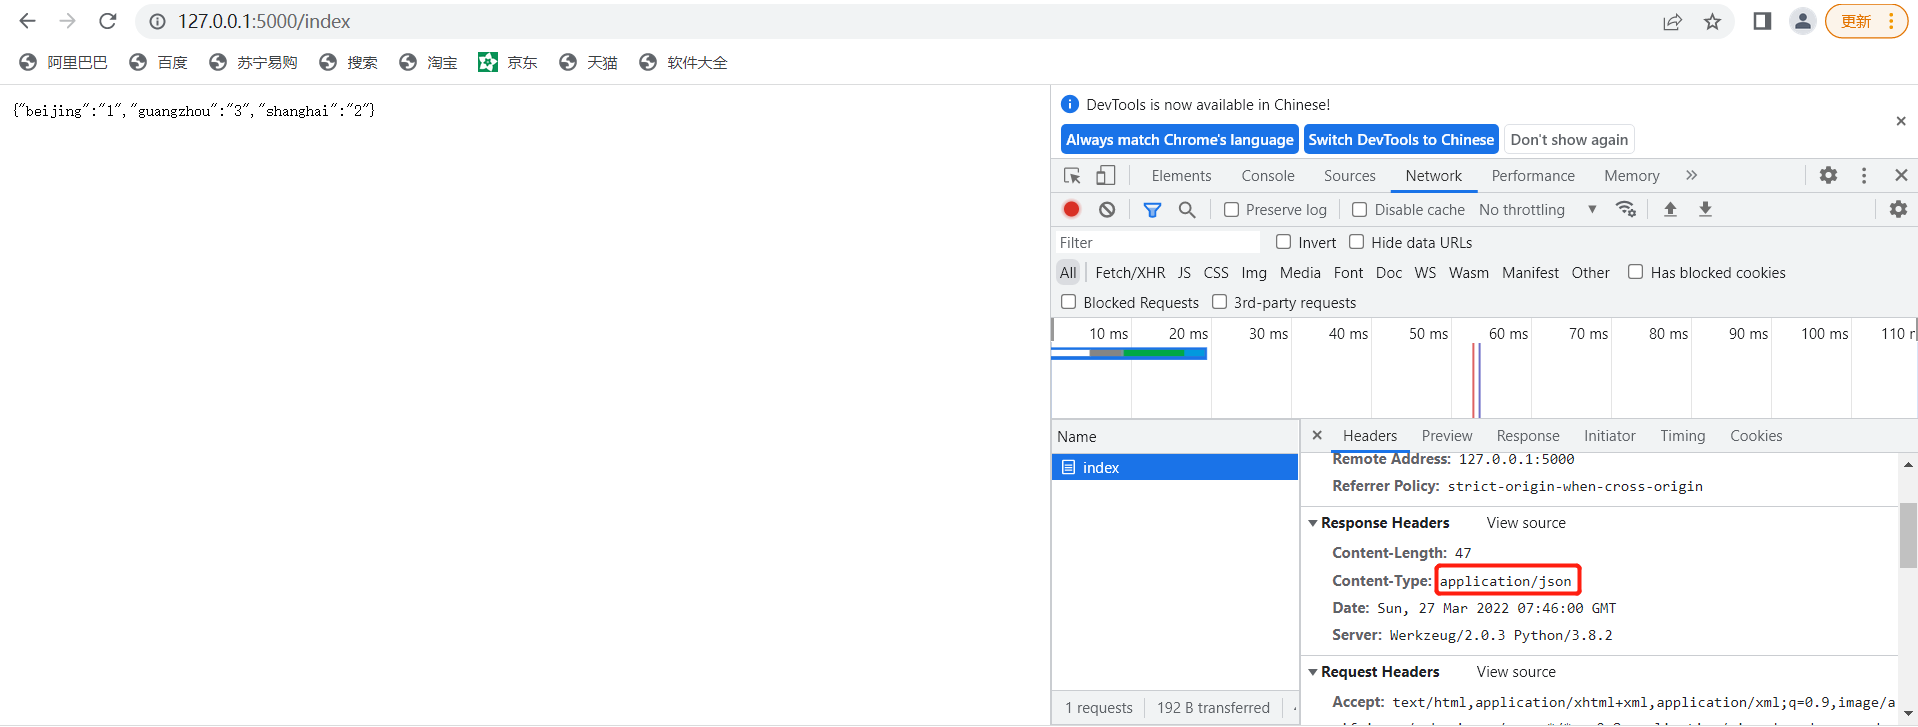 127.0.0.1:5000/index
更新
阿里巴巴 百度 苏宁易购 搜索 淘宝 京东 天猫 软件大全
{"beijing":"1","guangzhou":"3","shanghai":"2"}
DevTools is now available in Chinese!
Always match Chrome's language Switch DevTools to Chinese Don't show again
Elements Console Sources Network Performance Memory
Preserve log Disable cache No throttling
Filter Invert Hide data URLs
All Fetch/XHR JS CSS Img Media Font Doc WS Wasm Manifest Other Has blocked cookies
Blocked Requests 3rd-party requests
10 ms 20 ms 30 ms 40 ms 50 ms 60 ms 70 ms 80 ms 90 ms 100 ms 110
Name
index
Headers Preview Response Initiator Timing Cookies
Remote Address: 127.0.0.1:5000
Referrer Policy: strict-origin-when-cross-origin
Response Headers View source
Content-Length: 47
Content-Type: application/json
Date: Sun, 27 Mar 2022 07:46:00 GMT
Server: Werkzeug/2.0.3 Python/3.8.2
Request Headers View source
Accept: text/html,application/xhtml+xml,application/xml;q=0.9,image/a
1 requests 192 B transferred